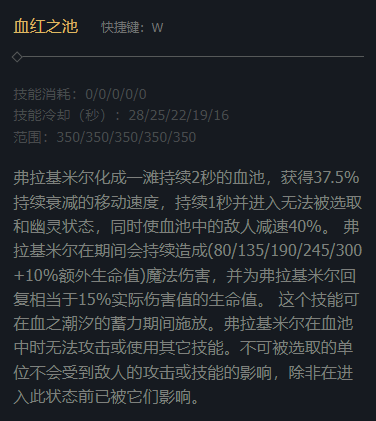 血红之池 快捷键：W
技能消耗：0/0/0/0/0
技能冷却（秒）：28/25/22/19/16
范围：350/350/350/350/350
弗拉基米尔化成一滩持续2秒的血池，获得37.5%
持续衰减的移动速度，持续1秒并进入无法被选取
和幽灵状态，同时使血池中的敌人减速40%。 弗
拉基米尔在期间会持续造成(80/135/190/245/300
+10%额外生命值)魔法伤害，并为弗拉基米尔回
复相当于15%实际伤害值的生命值。 这个技能可
在血之潮汐的蓄力期间施放。弗拉基米尔在血池
中时无法攻击或使用其它技能。不可被选取的单
位不会受到敌人的攻击或技能的影响，除非在进
入此状态前已被它们影响。